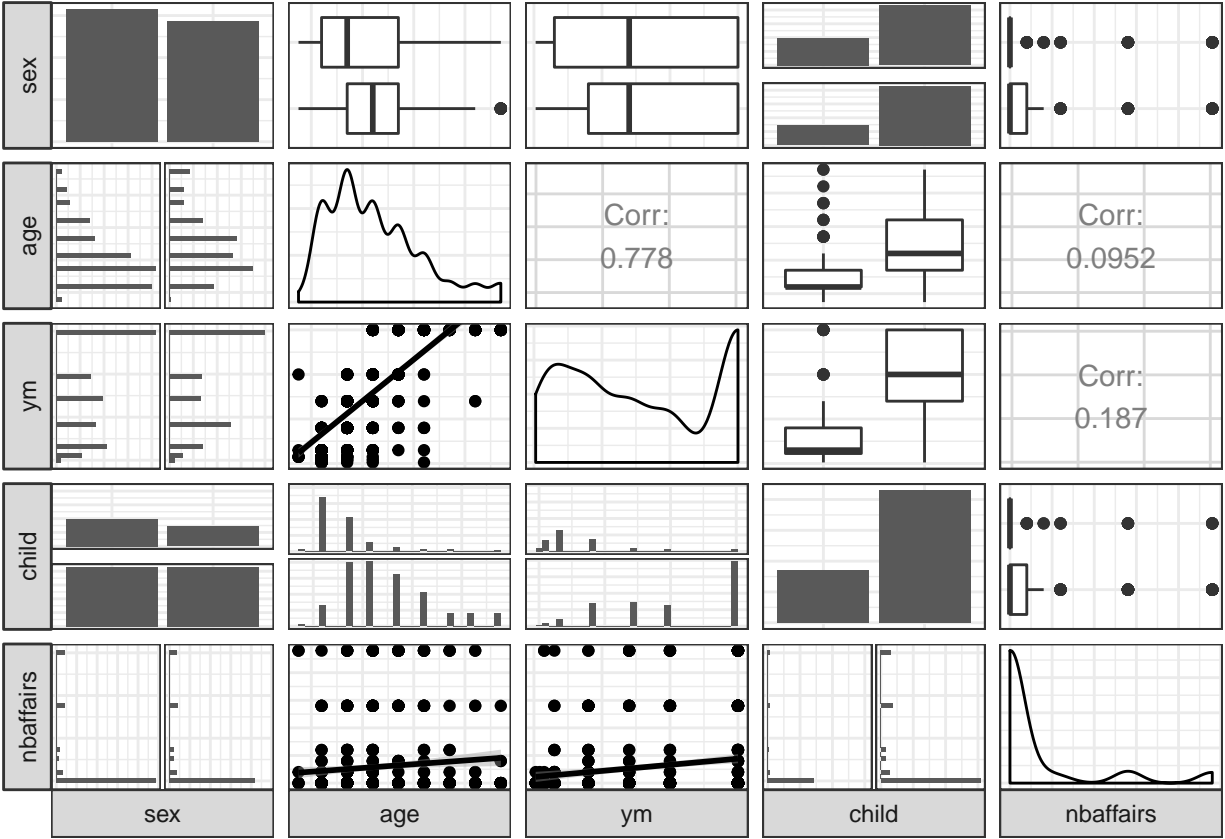 sex
age
Corr:
0.778
Corr:
0.0952
ym
Corr:
0.187
child
nbaffairs
sex
age
ym
child
nbaffairs